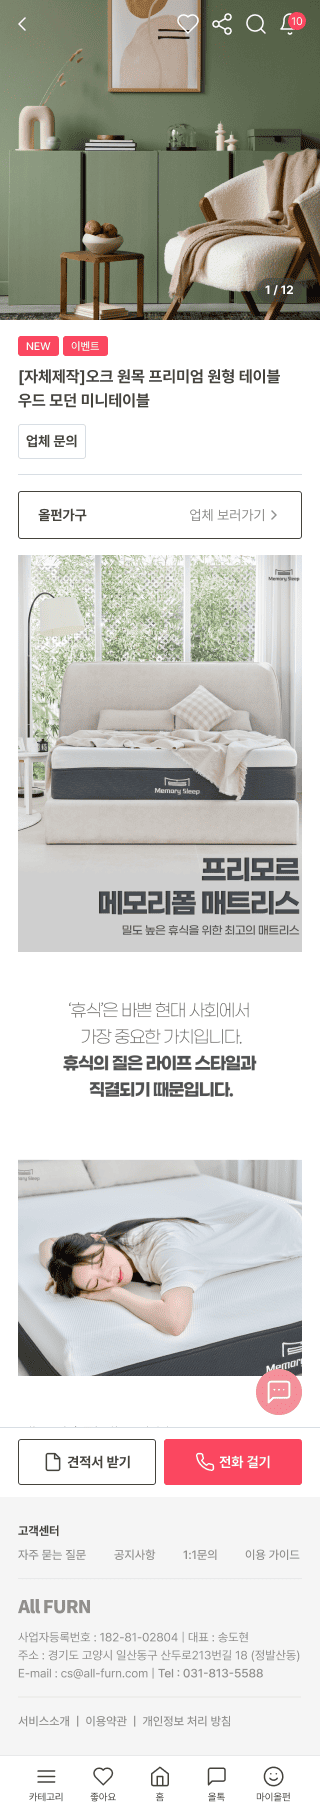 10
1 / 12
NEW
이벤트
[자체제작]오크 원목 프리미엄 원형 테이블
우드 모던 미니테이블
업체 문의
올펀가구
업체 보러가기
Memory Sleep
Memory Sleep
프리모르
메모리폼 매트리스
밀도 높은 휴식을 위한 최고의 매트리스
‘휴식’은 바쁜 현대 사회에서
가장 중요한 가치입니다.
휴식의 질은 라이프 스타일과
직결되기 때문입니다.
견적서 받기
전화 걸기
고객센터
자주 묻는 질문
공지사항
1:1문의
이용 가이드
All FURN
사업자등록번호 : 182-81-02804 | 대표 : 송도현
주소 : 경기도 고양시 일산동구 산두로213번길 18 (정발산동)
E-mail : cs@all-furn.com | Tel : 031-813-5588
서비스소개 | 이용약관 | 개인정보 처리 방침
카테고리
좋아요
홈
올톡
마이올펀